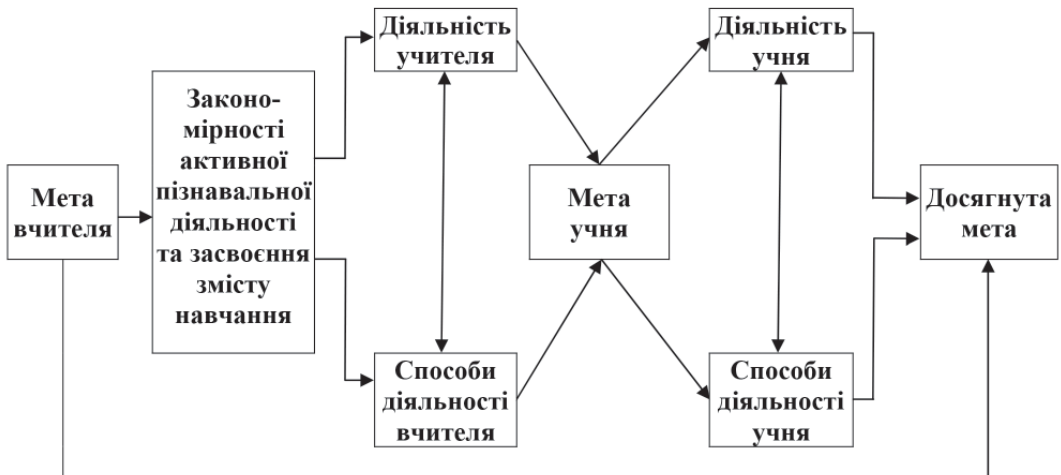 Мета
вчителя
Законо-
мірності
активної
пізнавальної
діяльності
та засвоєння
змісту
навчання
Діяльність
учителя
Способи
діяльності
вчителя
Мета
учня
Діяльність
учня
Способи
діяльності
учня
Досягнута
мета